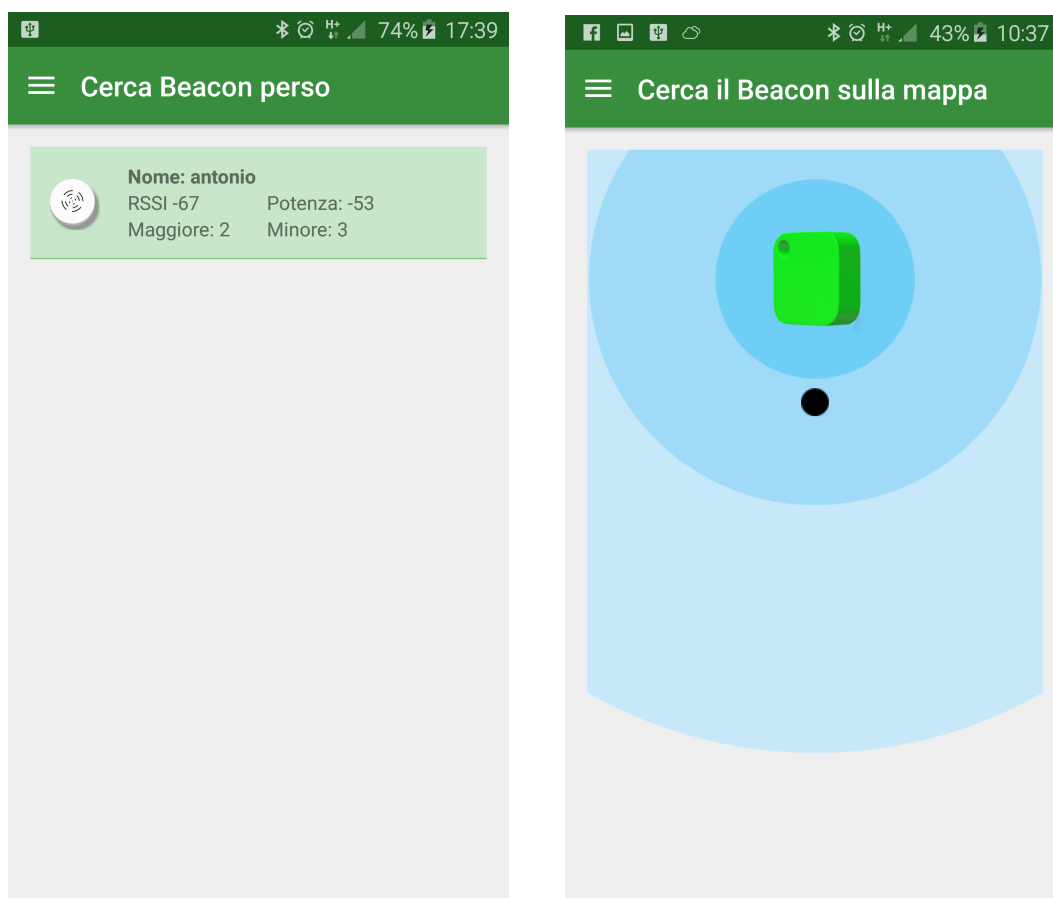 H+ 74% 17:39
Cerca Beacon perso
Nome: antonio
RSSI -67 Potenza: -53
Maggiore: 2 Minore: 3
f H+ 43% 10:37
Cerca il Beacon sulla mappa